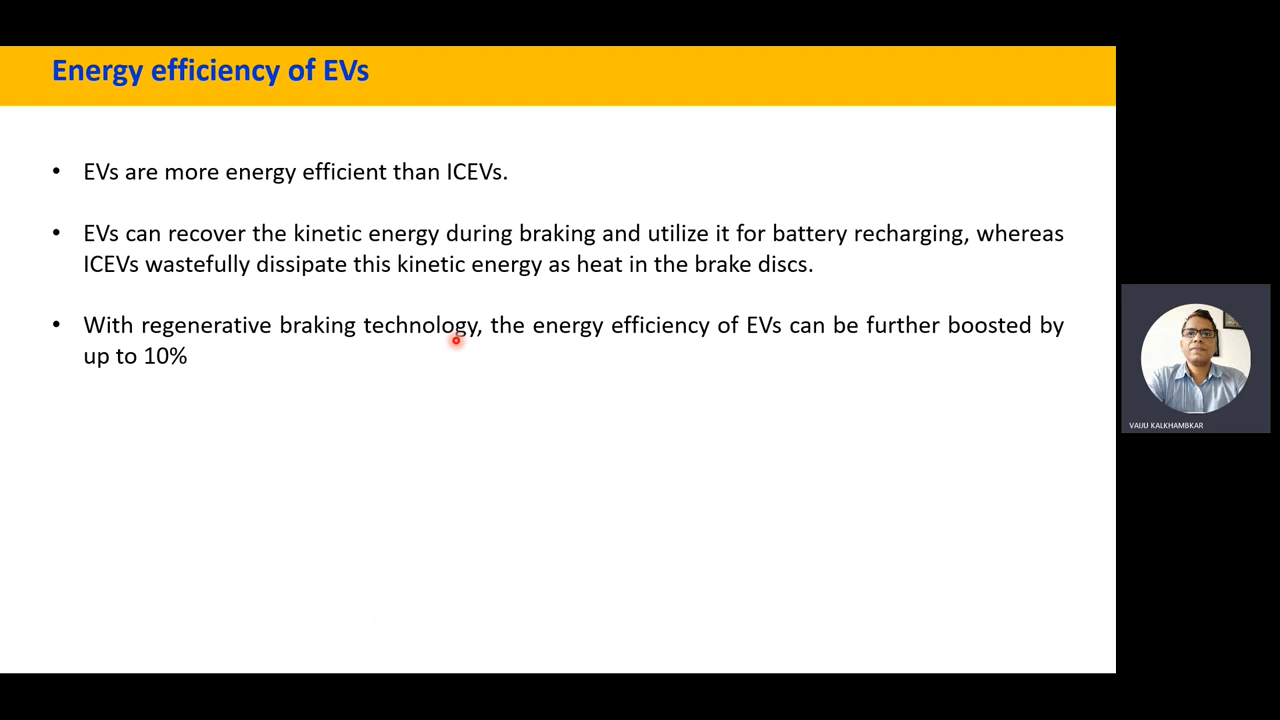 Energy efficiency of EVs
• EVs are more energy efficient than ICEVs.
• EVs can recover the kinetic energy during braking and utilize it for battery recharging, whereas
ICEVs wastefully dissipate this kinetic energy as heat in the brake discs.
• With regenerative braking technology, the energy efficiency of EVs can be further boosted by
up to 10%
VAIJU KALKHAMBKAR